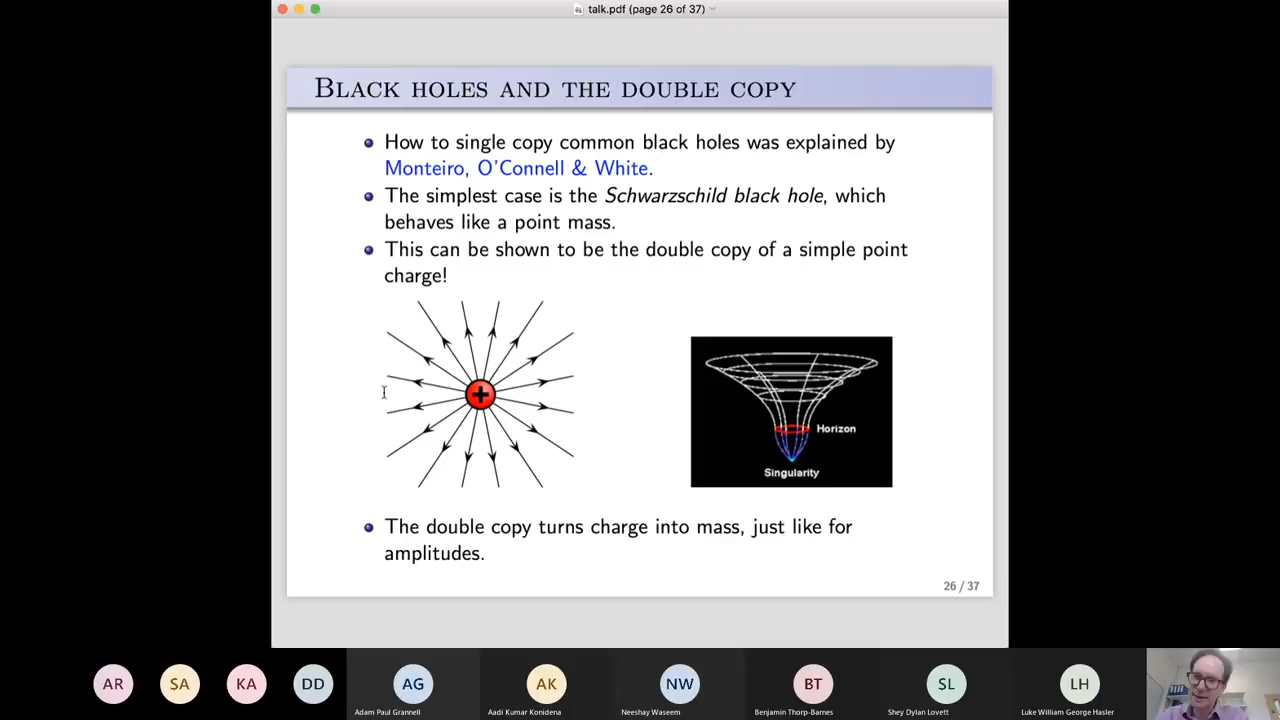 talk.pdf (page 26 of 37)
Black holes and the double copy
How to single copy common black holes was explained by
Monteiro, O'Connell & White.
The simplest case is the Schwarzschild black hole, which
behaves like a point mass.
This can be shown to be the double copy of a simple point
charge!
+
Horizon
Singularity
The double copy turns charge into mass, just like for
amplitudes.
26 / 37
AR SA KA DD AG AK NW BT SL LH
Adam Paul Grannell Aadi Kumar Konidena Neeshay Waseem Benjamin Thorp-Barnes Shey Dylan Lovett Luke William George Hasler